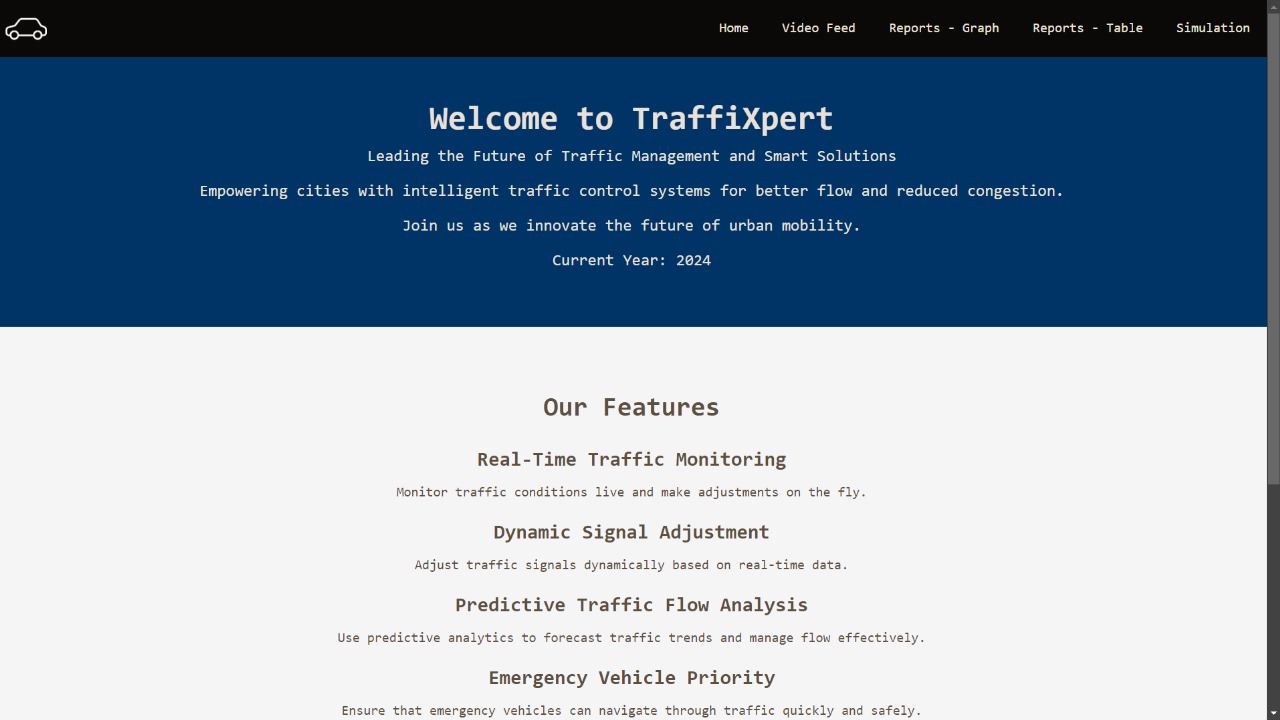 Home Video Feed Reports - Graph Reports - Table Simulation
Welcome to TraffiXpert
Leading the Future of Traffic Management and Smart Solutions
Empowering cities with intelligent traffic control systems for better flow and reduced congestion.
Join us as we innovate the future of urban mobility.
Current Year: 2024
Our Features
Real-Time Traffic Monitoring
Monitor traffic conditions live and make adjustments on the fly.
Dynamic Signal Adjustment
Adjust traffic signals dynamically based on real-time data.
Predictive Traffic Flow Analysis
Use predictive analytics to forecast traffic trends and manage flow effectively.
Emergency Vehicle Priority
Ensure that emergency vehicles can navigate through traffic quickly and safely.